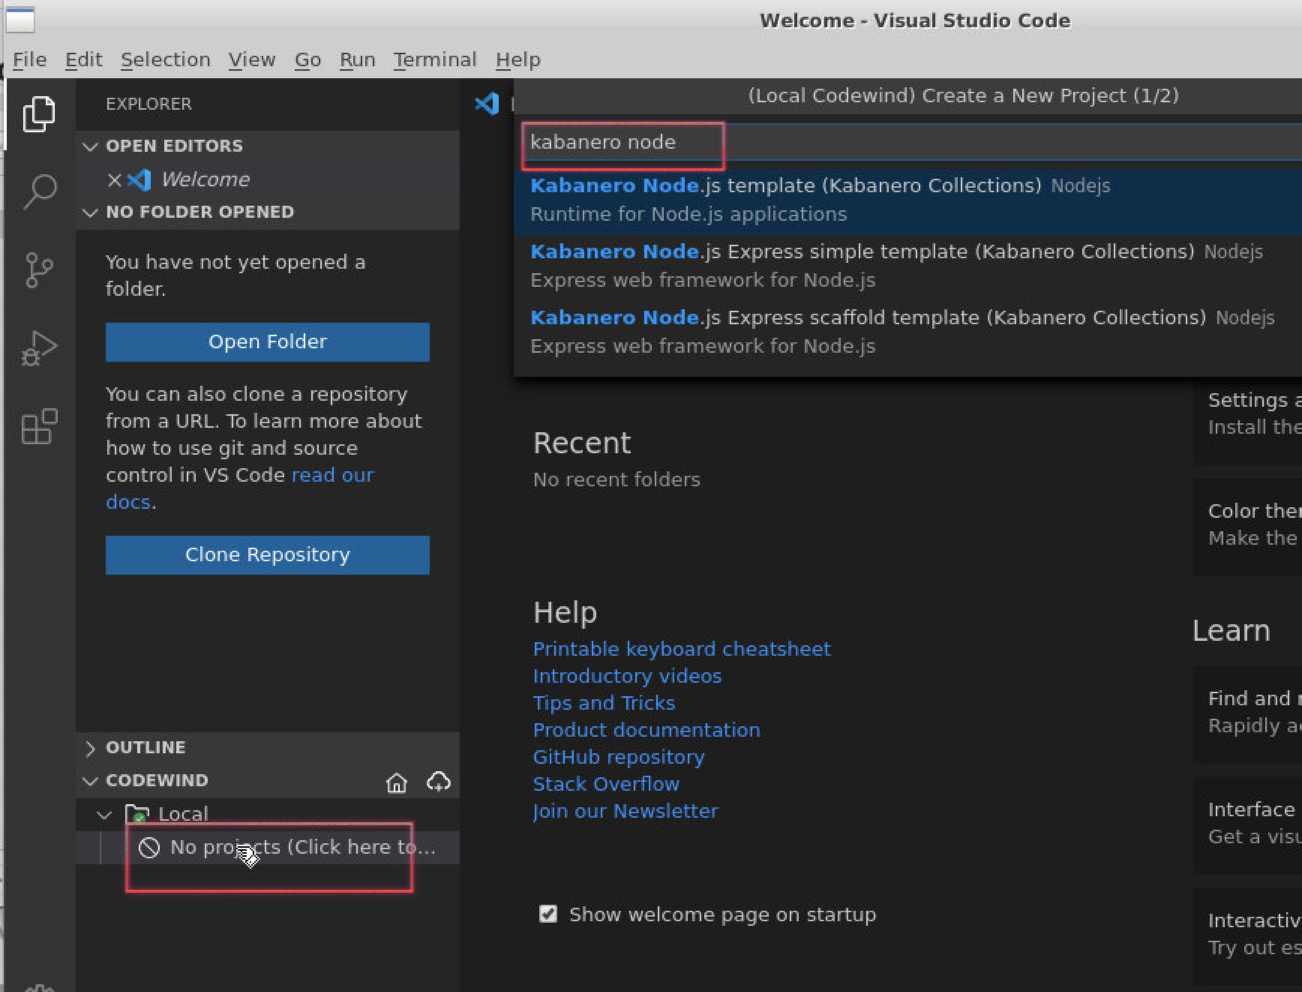 Welcome - Visual Studio Code
File Edit Selection View Go Run Terminal Help
EXPLORER
OPEN EDITORS
Welcome
NO FOLDER OPENED
You have not yet opened a
folder.
Open Folder
You can also clone a repository
from a URL. To learn more about
how to use git and source
control in VS Code read our
docs.
Clone Repository
OUTLINE
CODEWIND
Local
No projects (Click here to...
(Local Codewind) Create a New Project (1/2)
kabanero node
Kabanero Node.js template (Kabanero Collections) Nodejs
Runtime for Node.js applications
Kabanero Node.js Express simple template (Kabanero Collections) Nodejs
Express web framework for Node.js
Kabanero Node.js Express scaffold template (Kabanero Collections) Nodejs
Express web framework for Node.js
Recent
No recent folders
Help
Printable keyboard cheatsheet
Introductory videos
Tips and Tricks
Product documentation
GitHub repository
Stack Overflow
Join our Newsletter
Show welcome page on startup
Settings a
Install the
Color
Make the
Learn
Find and
Rapidly
Interface
Get a
Try out